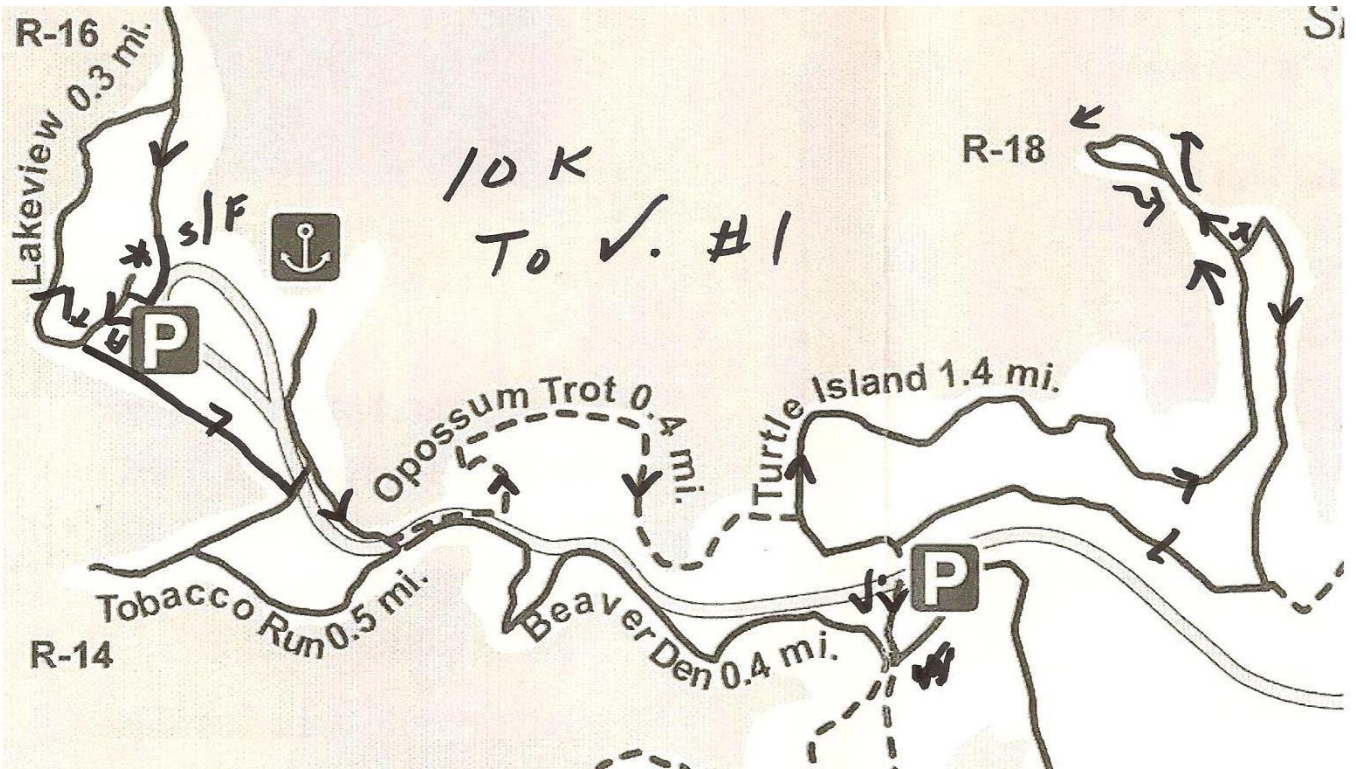 R-16
Lakeview 0.3 mi.
S/F
10 K
To ✓. #1
R-18
P
Opossum Trot 0.4 mi.
Turtle Island 1.4 mi.
P
Tobacco Run 0.5 mi.
Beaver Den 0.4 mi.
R-14